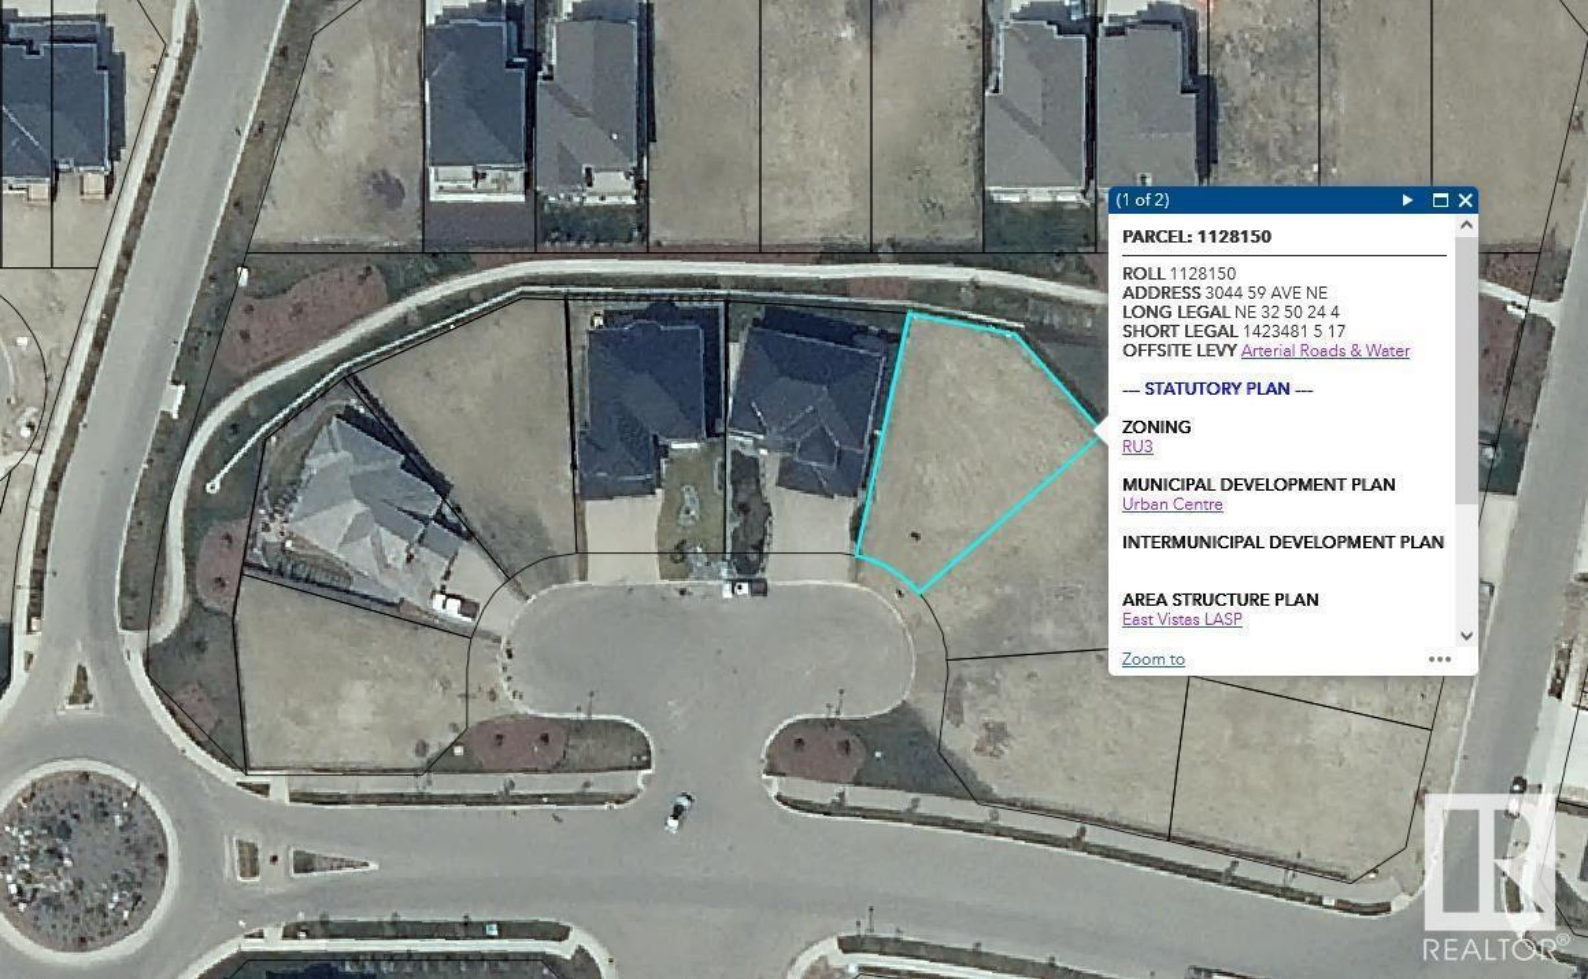 (1 of 2)
PARCEL: 1128150
ROLL 1128150
ADDRESS 3044 59 AVE NE
LONG LEGAL NE 32 50 24 4
SHORT LEGAL 1423481 5 17
OFFSITE LEVY Arterial Roads & Water
--- STATUTORY PLAN ---
ZONING
RU3
MUNICIPAL DEVELOPMENT PLAN
Urban Centre
INTERMUNICIPAL DEVELOPMENT PLAN
AREA STRUCTURE PLAN
East Vistas LASP
Zoom to
REALTOR®